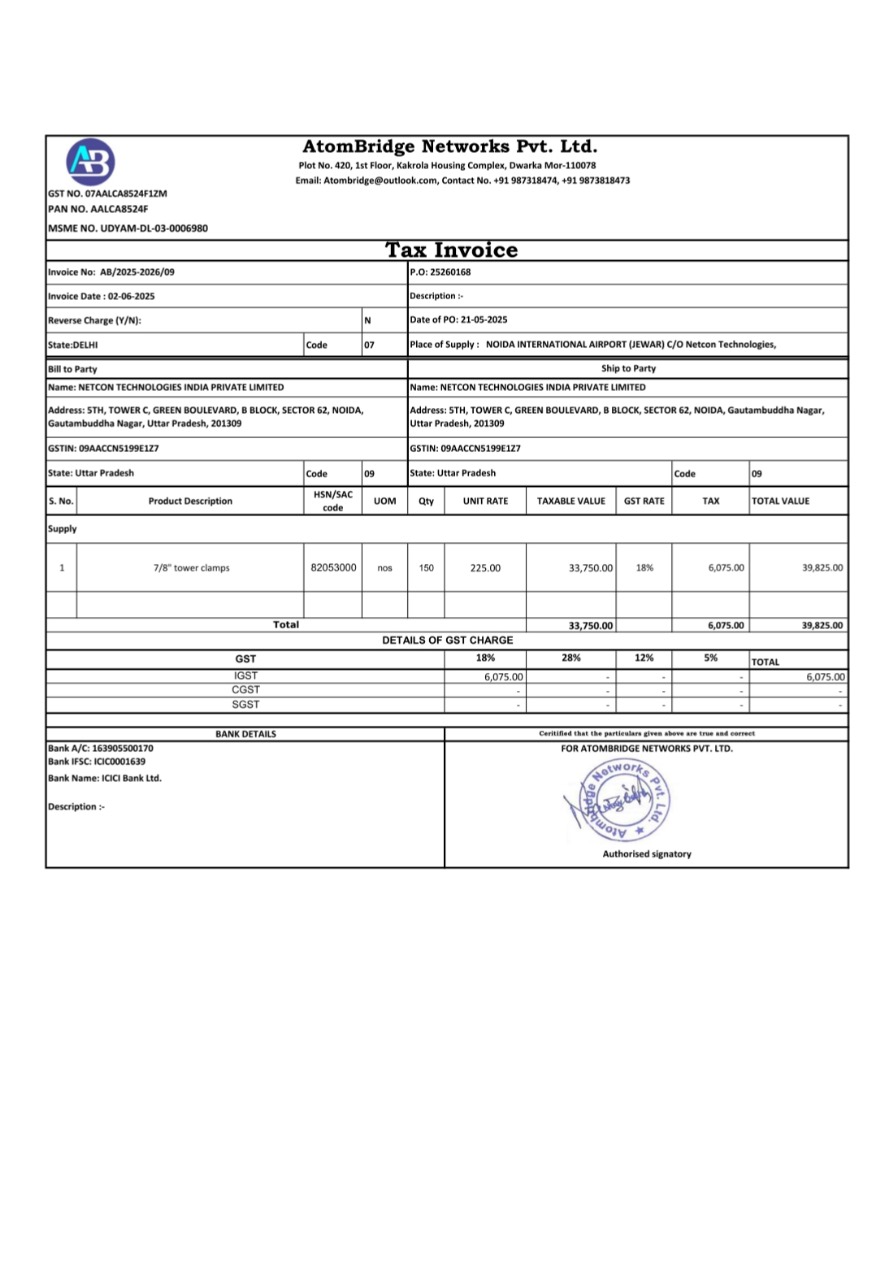 AB
AtomBridge Networks Pvt. Ltd.
Plot No. 420, 1st Floor, Kakrola Housing Complex, Dwarka Mor-110078
Email: Atombridge@outlook.com, Contact No. +91 987318474, +91 9873818473
GST NO. 07AALCA8524F1ZM
PAN NO. AALCA8524F
MSME NO. UDYAM-DL-03-0006980
Tax Invoice
Invoice No: AB/2025-2026/09 P.O: 25260168
Invoice Date : 02-06-2025 Description :-
Reverse Charge (Y/N): N Date of PO: 21-05-2025
State:DELHI Code 07 Place of Supply : NOIDA INTERNATIONAL AIRPORT (JEWAR) C/O Netcon Technologies,
Bill to Party Ship to Party
Name: NETCON TECHNOLOGIES INDIA PRIVATE LIMITED Name: NETCON TECHNOLOGIES INDIA PRIVATE LIMITED
Address: 5TH, TOWER C, GREEN BOULEVARD, B BLOCK, SECTOR 62, NOIDA, Address: 5TH, TOWER C, GREEN BOULEVARD, B BLOCK, SECTOR 62, NOIDA, Gautambuddha Nagar,
Gautambuddha Nagar, Uttar Pradesh, 201309 Uttar Pradesh, 201309
GSTIN: 09AACCN5199E1Z7 GSTIN: 09AACCN5199E1Z7
State: Uttar Pradesh Code 09 State: Uttar Pradesh Code 09
S. No. Product Description HSN/SAC code UOM Qty UNIT RATE TAXABLE VALUE GST RATE TAX TOTAL VALUE
Supply
1 7/8" tower clamps 82053000 nos 150 225.00 33,750.00 18% 6,075.00 39,825.00
Total 33,750.00 6,075.00 39,825.00
DETAILS OF GST CHARGE
GST 18% 28% 12% 5% TOTAL
IGST 6,075.00 - - - 6,075.00
CGST - - - - -
SGST - - - - -
BANK DETAILS Ceritified that the particulars given above are true and correct
Bank A/C: 163905500170 FOR ATOMBRIDGE NETWORKS PVT. LTD.
Bank IFSC: ICIC0001639
Bank Name: ICICI Bank Ltd.
Description :-
Atombridge Networks Pvt. Ltd.
Authorised signatory